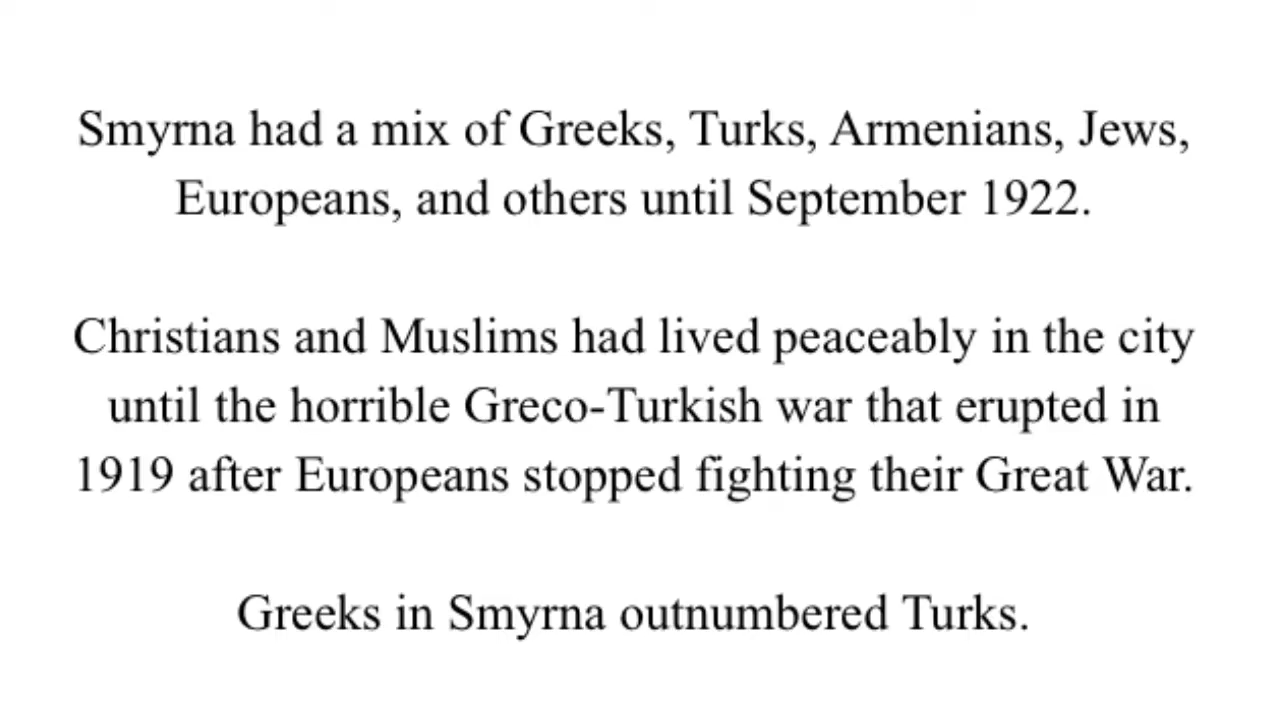 Smyrna had a mix of Greeks, Turks, Armenians, Jews,
Europeans, and others until September 1922.
Christians and Muslims had lived peaceably in the city
until the horrible Greco-Turkish war that erupted in
1919 after Europeans stopped fighting their Great War.
Greeks in Smyrna outnumbered Turks.